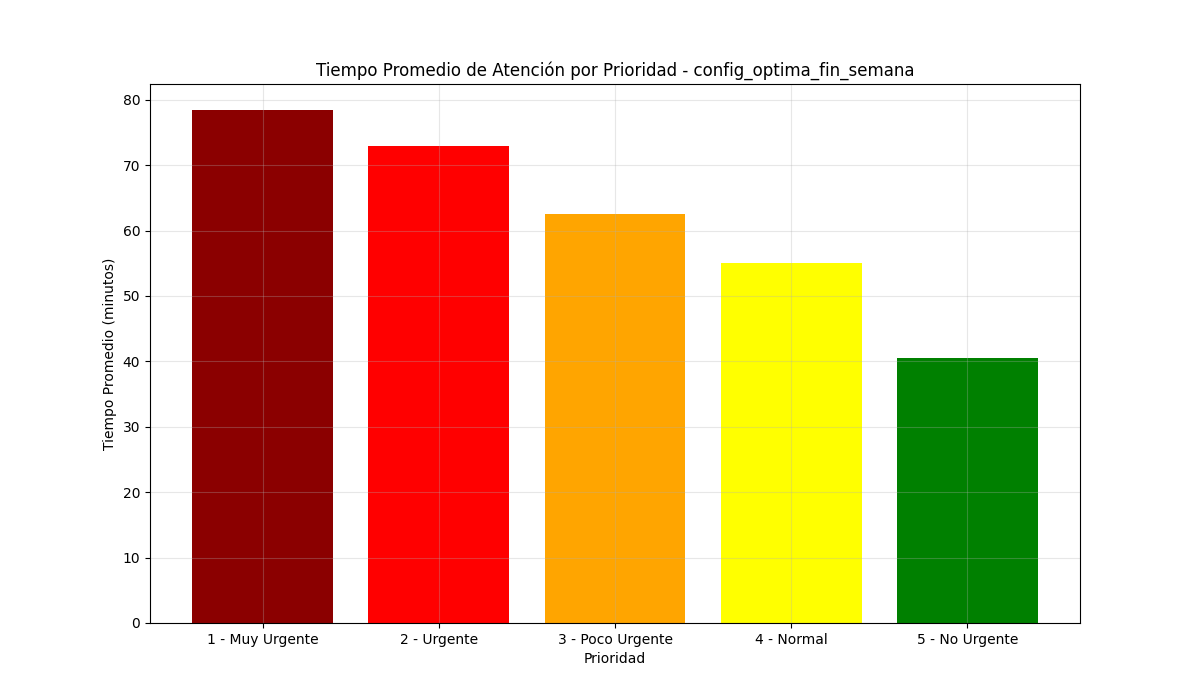 Tiempo Promedio de Atención por Prioridad - config_optima_fin_semana
Tiempo Promedio (minutos)
80
70
60
50
40
30
20
10
0
1 - Muy Urgente
2 - Urgente
3 - Poco Urgente
4 - Normal
5 - No Urgente
Prioridad